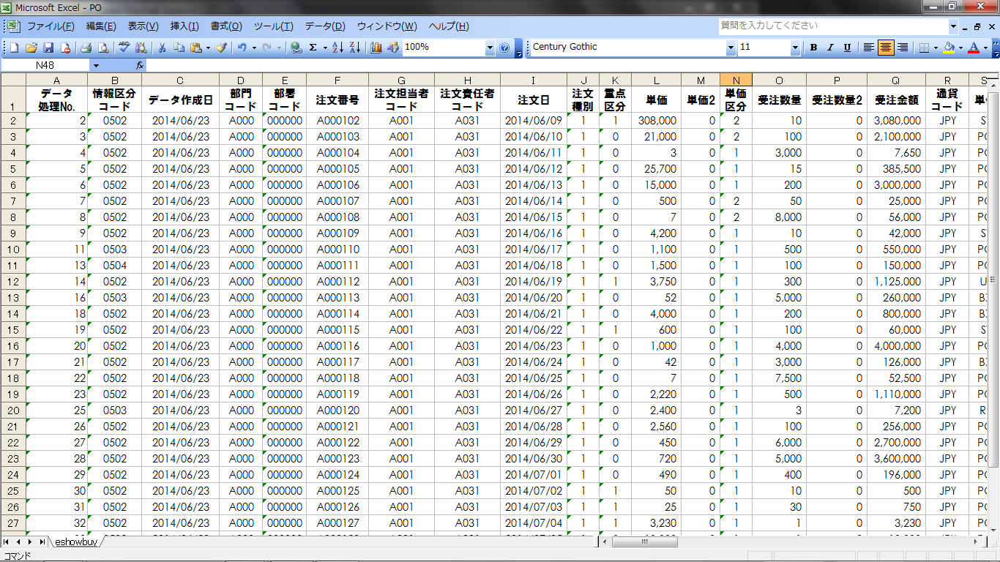 Microsoft Excel - PO
ファイル(F) 編集(E) 表示(V) 挿入(I) 書式(O) ツール(T) データ(D) ウィンドウ(W) ヘルプ(H) 質問を入力してください
100% Century Gothic 11 B I U
N48 fx
A B C D E F G H I J K L M N O P Q R S
1 データ処理No. 情報区分コード データ作成日 部門コード 部署コード 注文番号 注文担当者コード 注文責任者コード 注文日 注文種別 重点区分 単価 単価2 単価区分 受注数量 受注数量2 受注金額 通貨コード
2 2 0502 2014/06/23 A000 000000 A000102 A001 A031 2014/06/09 1 1 308,000 0 2 10 0 3,080,000 JPY
3 3 0502 2014/06/23 A000 000000 A000103 A001 A031 2014/06/10 1 0 21,000 0 2 100 0 2,100,000 JPY
4 4 0502 2014/06/23 A000 000000 A000104 A001 A031 2014/06/11 1 0 3 0 1 3,000 0 7,650 JPY
5 5 0502 2014/06/23 A000 000000 A000105 A001 A031 2014/06/12 1 0 25,700 0 1 15 0 385,500 JPY
6 6 0502 2014/06/23 A000 000000 A000106 A001 A031 2014/06/13 1 0 15,000 0 1 200 0 3,000,000 JPY
7 7 0502 2014/06/23 A000 000000 A000107 A001 A031 2014/06/14 1 0 500 0 2 50 0 25,000 JPY
8 8 0502 2014/06/23 A000 000000 A000108 A001 A031 2014/06/15 1 0 7 0 2 8,000 0 56,000 JPY
9 9 0502 2014/06/23 A000 000000 A000109 A001 A031 2014/06/16 1 0 4,200 0 1 10 0 42,000 JPY
10 11 0503 2014/06/23 A000 000000 A000110 A001 A031 2014/06/17 1 0 1,100 0 1 500 0 550,000 JPY
11 13 0504 2014/06/23 A000 000000 A000111 A001 A031 2014/06/18 1 0 1,500 0 1 100 0 150,000 JPY
12 14 0502 2014/06/23 A000 000000 A000112 A001 A031 2014/06/19 1 1 3,750 0 1 300 0 1,125,000 JPY
13 16 0503 2014/06/23 A000 000000 A000113 A001 A031 2014/06/20 1 0 52 0 1 5,000 0 260,000 JPY
14 18 0502 2014/06/23 A000 000000 A000114 A001 A031 2014/06/21 1 0 4,000 0 1 200 0 800,000 JPY
15 19 0502 2014/06/23 A000 000000 A000115 A001 A031 2014/06/22 1 1 600 0 1 100 0 60,000 JPY
16 20 0502 2014/06/23 A000 000000 A000116 A001 A031 2014/06/23 1 0 1,000 0 1 4,000 0 4,000,000 JPY
17 21 0502 2014/06/23 A000 000000 A000117 A001 A031 2014/06/24 1 0 42 0 1 3,000 0 126,000 JPY
18 22 0502 2014/06/23 A000 000000 A000118 A001 A031 2014/06/25 1 0 7 0 1 7,500 0 52,500 JPY
19 23 0502 2014/06/23 A000 000000 A000119 A001 A031 2014/06/26 1 0 2,220 0 1 500 0 1,110,000 JPY
20 25 0503 2014/06/23 A000 000000 A000120 A001 A031 2014/06/27 1 0 2,400 0 1 3 0 7,200 JPY
21 26 0502 2014/06/23 A000 000000 A000121 A001 A031 2014/06/28 1 0 2,560 0 1 100 0 256,000 JPY
22 27 0502 2014/06/23 A000 000000 A000122 A001 A031 2014/06/29 1 0 450 0 1 6,000 0 2,700,000 JPY
23 28 0502 2014/06/23 A000 000000 A000123 A001 A031 2014/06/30 1 0 720 0 1 5,000 0 3,600,000 JPY
24 29 0502 2014/06/23 A000 000000 A000124 A001 A031 2014/07/01 1 0 490 0 1 400 0 196,000 JPY
25 30 0502 2014/06/23 A000 000000 A000125 A001 A031 2014/07/02 1 1 50 0 1 10 0 500 JPY
26 31 0502 2014/06/23 A000 000000 A000126 A001 A031 2014/07/03 1 1 25 0 1 30 0 750 JPY
27 32 0502 2014/06/23 A000 000000 A000127 A001 A031 2014/07/04 1 1 3,230 0 1 1 0 3,230 JPY
eshowbuy
コマンド